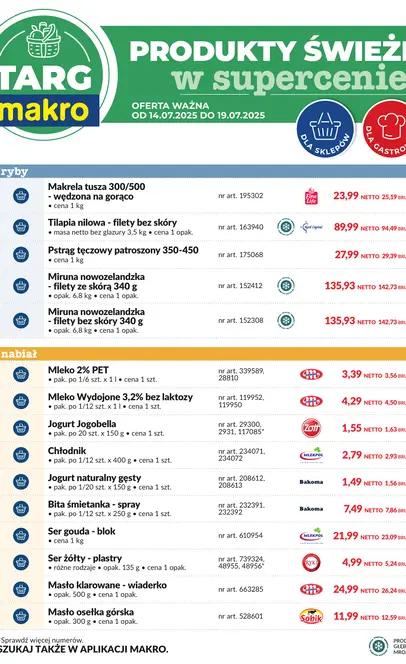 TARG
makro
PRODUKTY ŚWIEŻE
w supercenie
OFERTA WAŻNA
OD 14.07.2025 DO 19.07.2025
DLA SKLEPÓW
DLA GASTRO
ryby
Makrela tusza 300/500
- wędzona na gorąco
• cena 1 kg
nr art. 195302
23,99 NETTO 25,19 BRU
Tilapia nilowa - filety bez skóry
• masa netto bez glazury 3,5 kg • cena 1 opak.
nr art. 163940
89,99 NETTO 94,49 BRU
Pstrąg tęczowy patroszony 350-450
• cena 1 kg
nr art. 175068
27,99 NETTO 29,39 BRU
Miruna nowozelandzka
- filety ze skórą 340 g
• opak. 6,8 kg • cena 1 opak.
nr art. 152412
135,93 NETTO 142,73 BRU
Miruna nowozelandzka
- filety bez skóry 340 g
• opak. 6,8 kg • cena 1 opak.
nr art. 152308
135,93 NETTO 142,73 BRU
nabiał
Mleko 2% PET
• pak. po 1/6 szt. x 1 l • cena 1 szt.
nr art. 339589,
28810
3,39 NETTO 3,56 BRU
Mleko Wydojone 3,2% bez laktozy
• pak. po 1/12 szt. x 1 l • cena 1 szt.
nr art. 119952,
119950
4,29 NETTO 4,50 BRU
Jogurt Jogobella
• pak. po 20 szt. x 150 g • cena 1 szt.
nr art. 29300,
2931, 117085*
Zott
1,55 NETTO 1,63 BRU
Chłodnik
• pak. po 1/12 szt. x 400 g • cena 1 szt.
nr art. 234071,
234072
MLEKPOL
2,79 NETTO 2,93 BRU
Jogurt naturalny gęsty
• pak. po 1/20 szt. x 150 g • cena 1 szt.
nr art. 208612,
208613
Bakoma
1,49 NETTO 1,56 BRU
Bita śmietanka - spray
• pak. po 1/12 szt. x 250 g • cena 1 szt.
nr art. 232391,
232392
Bakoma
7,49 NETTO 7,86 BRU
Ser gouda - blok
• cena 1 kg
nr art. 610954
MLEKPOL
21,99 NETTO 23,09 BRU
Ser żółty - plastry
• różne rodzaje • opak. 135 g • cena 1 opak.
nr art. 739324,
48955, 48956*
4,99 NETTO 5,24 BRU
Masło klarowane - wiaderko
• opak. 500 g • cena 1 opak.
nr art. 663285
24,99 NETTO 26,24 BRU
Masło osełka górska
• opak. 300 g • cena 1 opak.
nr art. 528601
Sobik
11,99 NETTO 12,59 BRU
*Sprawdź więcej numerów.
SZUKAJ TAKŻE W APLIKACJI MAKRO.
PROD
GŁĘB
MRO